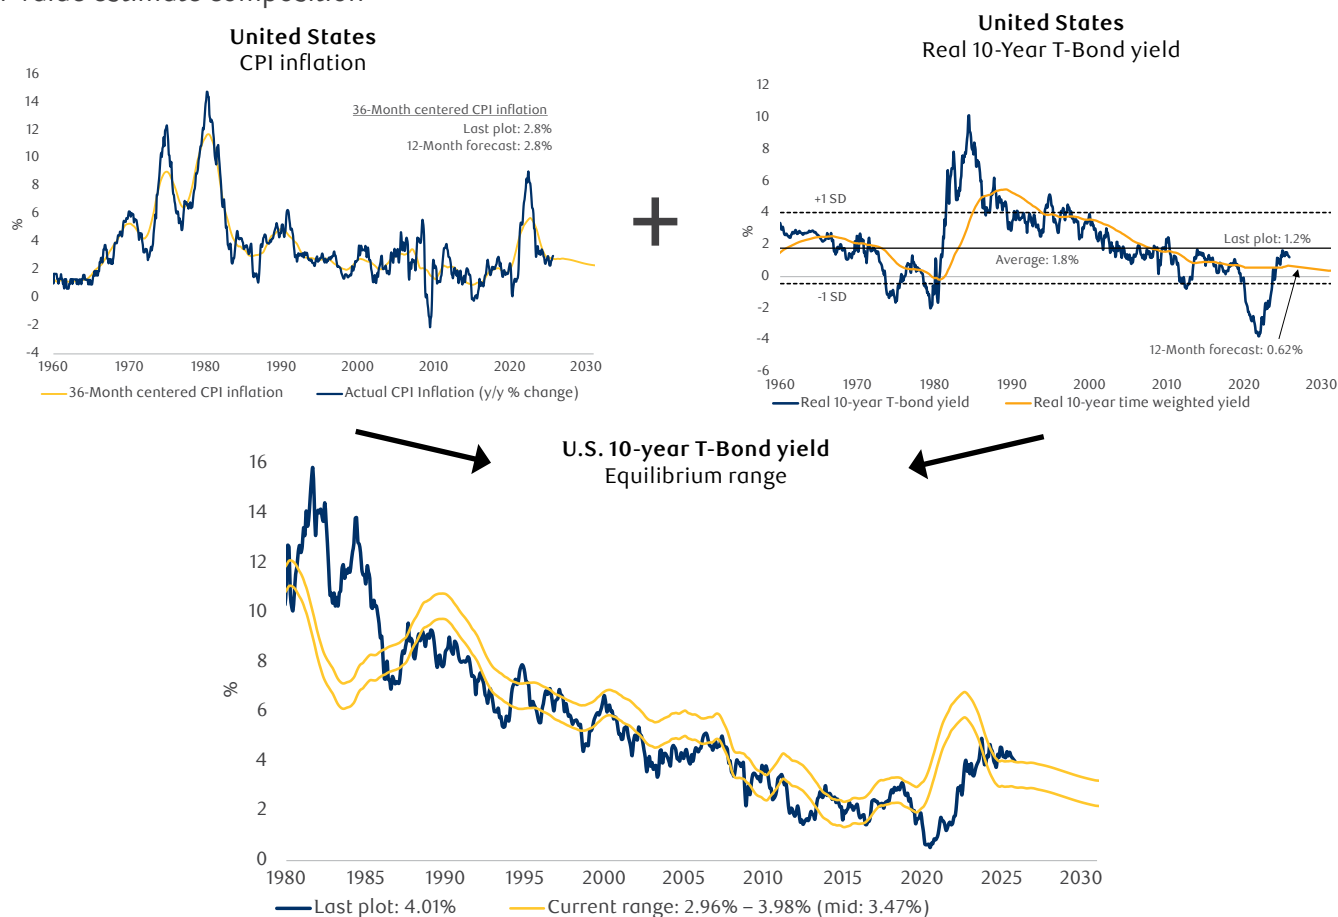 value estimate composition
United States
CPI inflation
16
14
12
10
8
6
4
2
0
-2
-4
%
36-Month centered CPI inflation
Last plot: 2.8%
12-Month forecast: 2.8%
1960 1970 1980 1990 2000 2010 2020 2030
36-Month centered CPI inflation Actual CPI Inflation (y/y % change)
+
United States
Real 10-Year T-Bond yield
12
10
8
6
4
2
0
-2
-4
-6
%
+1 SD
Last plot: 1.2%
Average: 1.8%
-1 SD
12-Month forecast: 0.62%
1960 1970 1980 1990 2000 2010 2020 2030
Real 10-year T-bond yield Real 10-year time weighted yield
U.S. 10-year T-Bond yield
Equilibrium range
16
14
12
10
8
6
4
2
0
%
1980 1985 1990 1995 2000 2005 2010 2015 2020 2025 2030
Last plot: 4.01% Current range: 2.96% – 3.98% (mid: 3.47%)